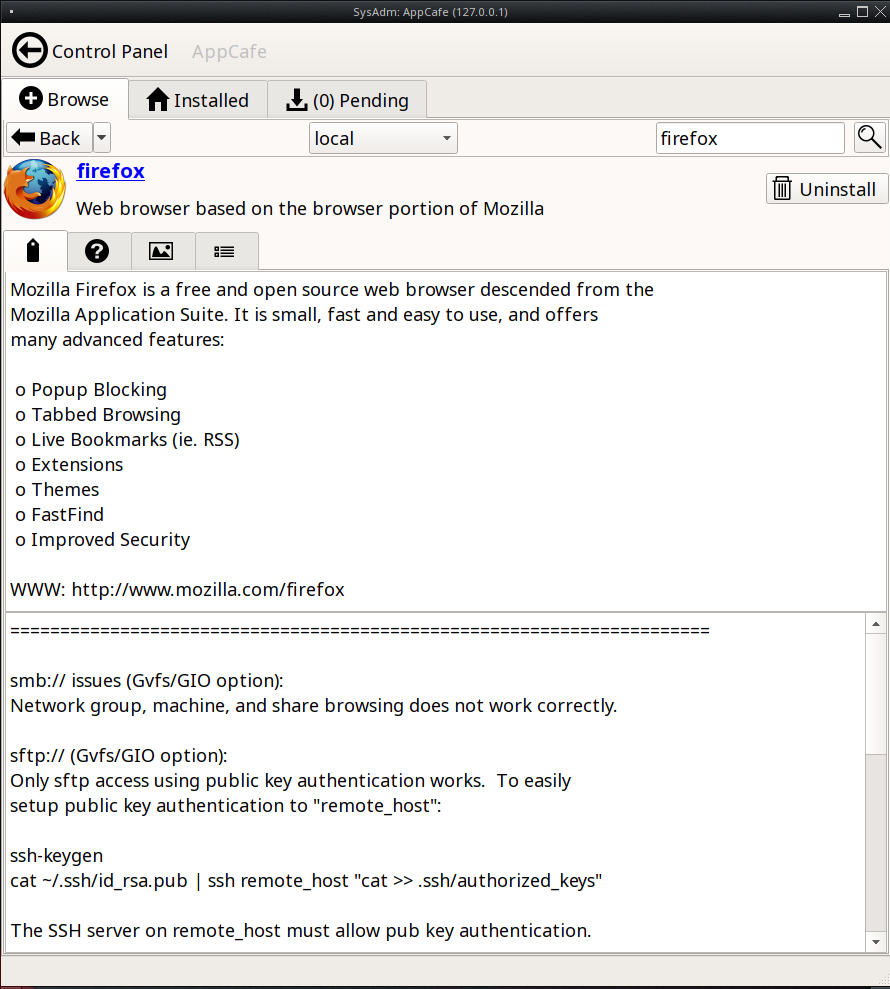 SysAdm: AppCafe (127.0.0.1)
Control Panel AppCafe
Browse Installed (0) Pending
Back local firefox
firefox
Uninstall
Web browser based on the browser portion of Mozilla
Mozilla Firefox is a free and open source web browser descended from the
Mozilla Application Suite. It is small, fast and easy to use, and offers
many advanced features:
o Popup Blocking
o Tabbed Browsing
o Live Bookmarks (ie. RSS)
o Extensions
o Themes
o FastFind
o Improved Security
WWW: http://www.mozilla.com/firefox
======================================================================
smb:// issues (Gvfs/GIO option):
Network group, machine, and share browsing does not work correctly.
sftp:// (Gvfs/GIO option):
Only sftp access using public key authentication works.  To easily
setup public key authentication to "remote_host":
ssh-keygen
cat ~/.ssh/id_rsa.pub | ssh remote_host "cat >> .ssh/authorized_keys"
The SSH server on remote_host must allow pub key authentication.